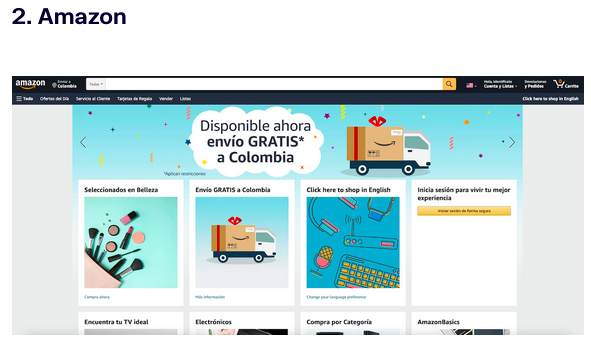 2. Amazon
amazon
Enviar a
Colombia
Todos
Hola, Identifícate
Cuenta y Listas
Devoluciones
y Pedidos
0
Carrito
Todo
Ofertas del Día
Servicio al Cliente
Tarjetas de Regalo
Vender
Listas
Click here to shop in English
Disponible ahora
envío GRATIS*
a Colombia
*Aplican restricciones
Seleccionados en Belleza
Compra ahora
Envío GRATIS a Colombia
Más información
Click here to shop in English
Change your language preference
Inicia sesión para vivir tu mejor
experiencia
Iniciar sesión de forma segura
Encuentra tu TV ideal
Electrónicos
Compra por Categoría
AmazonBasics